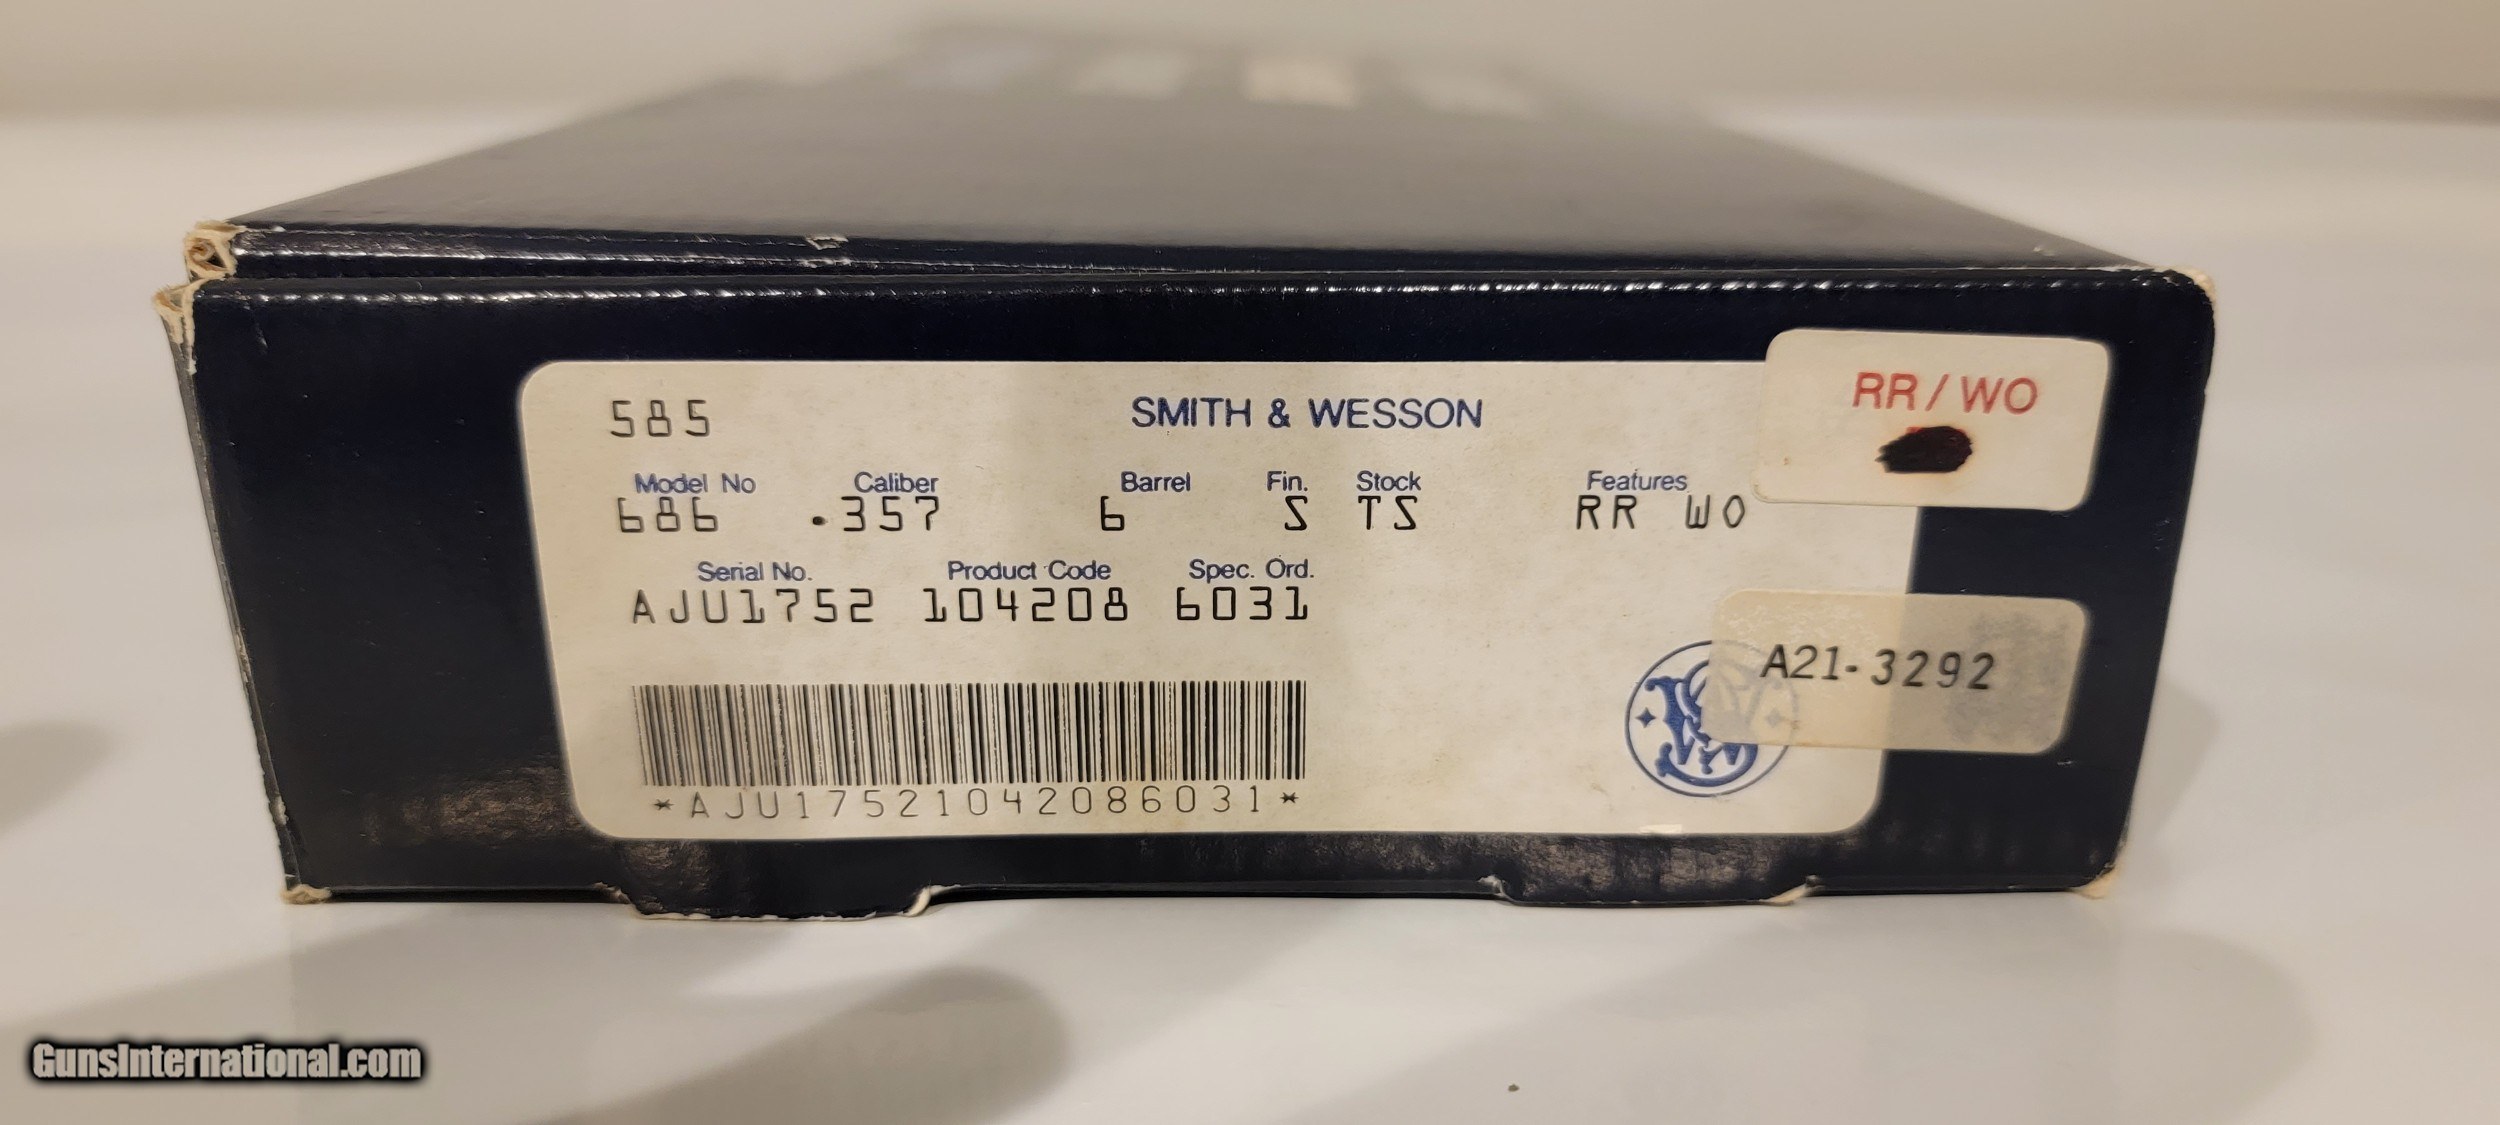 585
SMITH & WESSON
RR/WO
Model No Caliber Barrel Fin. Stock Features
686 .357 6 S TS RR WO
Serial No. Product Code Spec. Ord.
AJU1752 104208 6031
A21-3292
*AJU17521042086031*
GunsInternational.com